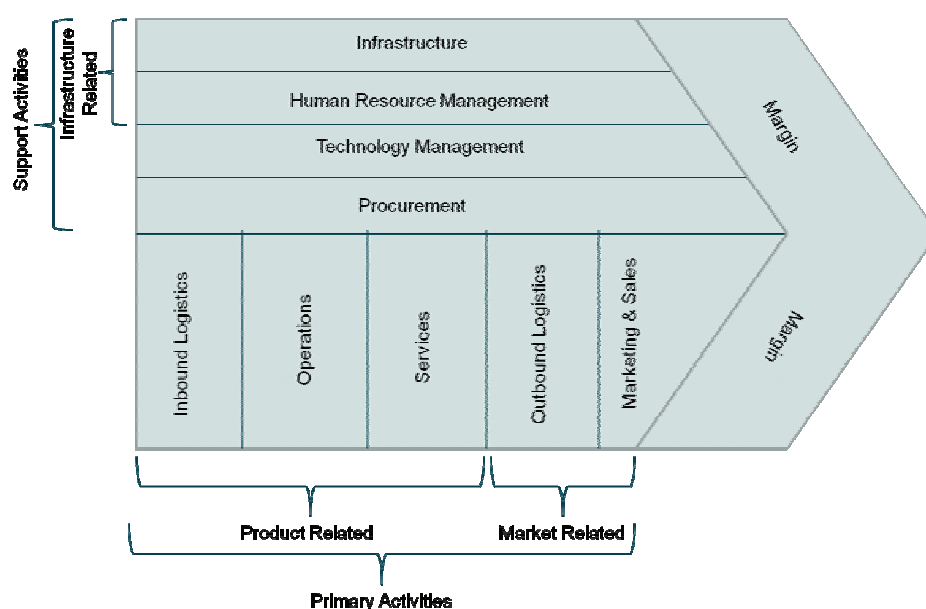 Support Activities
Infrastructure
Related
Infrastructure
Human Resource Management
Technology Management
Procurement
Margin
Inbound Logistics
Operations
Services
Outbound Logistics
Marketing & Sales
Margin
Product Related
Market Related
Primary Activities